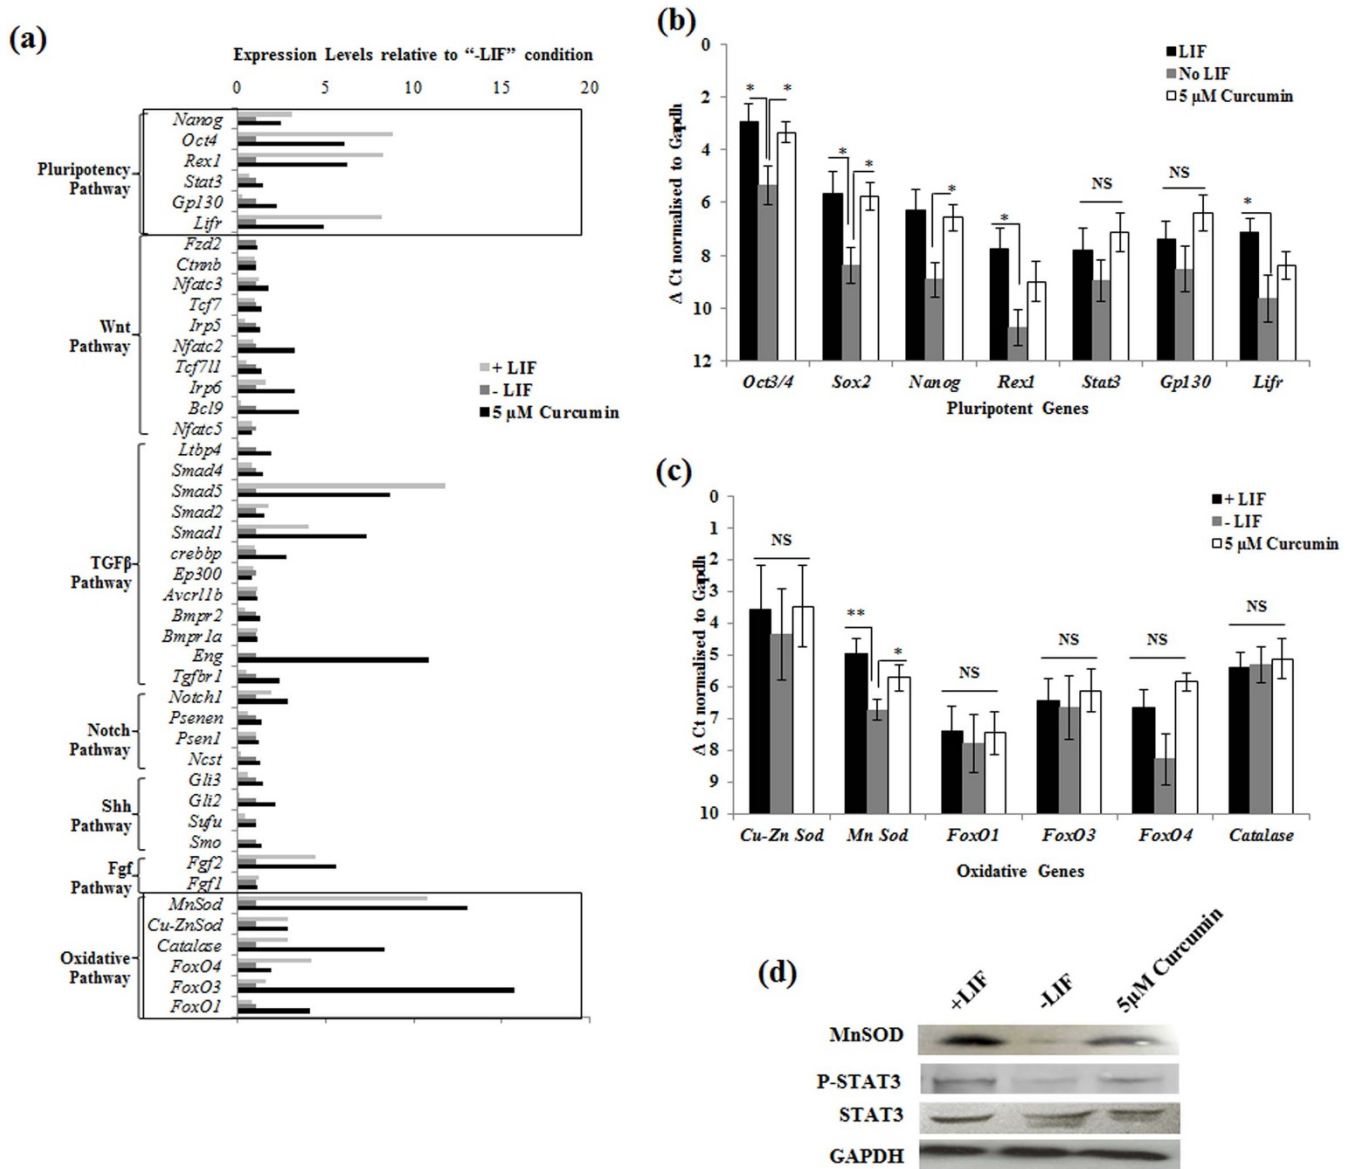 (a)
Expression Levels relative to “-LIF” condition
0 5 10 15 20
Pluripotency
Pathway
Nanog
Oct4
Rex1
Stat3
Gp130
Lifr
Wnt
Pathway
Fzd2
Ctnnb
Nfatc3
Tcf7
Irp5
Nfatc2
Tcf7l1
Irp6
Bcl9
Nfatc5
TGFβ
Pathway
Ltbp4
Smad4
Smad5
Smad2
Smad1
crebbp
Ep300
Avcrl1b
Bmpr2
Bmpr1a
Eng
Tgfbr1
Notch
Pathway
Notch1
Psenen
Psen1
Ncst
Shh
Pathway
Gli3
Gli2
Sufu
Smo
Fgf
Pathway
Fgf2
Fgf1
Oxidative
Pathway
MnSod
Cu-ZnSod
Catalase
FoxO4
FoxO3
FoxO1
+ LIF
- LIF
5 µM Curcumin
(b)
Δ Ct normalised to Gapdh
0
2
4
6
8
10
12
LIF
No LIF
5 µM Curcumin
* *
* *
*
*
NS
NS
*
Oct3/4 Sox2 Nanog Rex1 Stat3 Gp130 Lifr
Pluripotent Genes
(c)
Δ Ct normalised to Gapdh
0
1
2
3
4
5
6
7
8
9
10
+ LIF
- LIF
5 µM Curcumin
NS
**
*
NS
NS
NS
NS
Cu-Zn Sod Mn Sod FoxO1 FoxO3 FoxO4 Catalase
Oxidative Genes
(d)
+LIF -LIF 5µM Curcumin
MnSOD
P-STAT3
STAT3
GAPDH